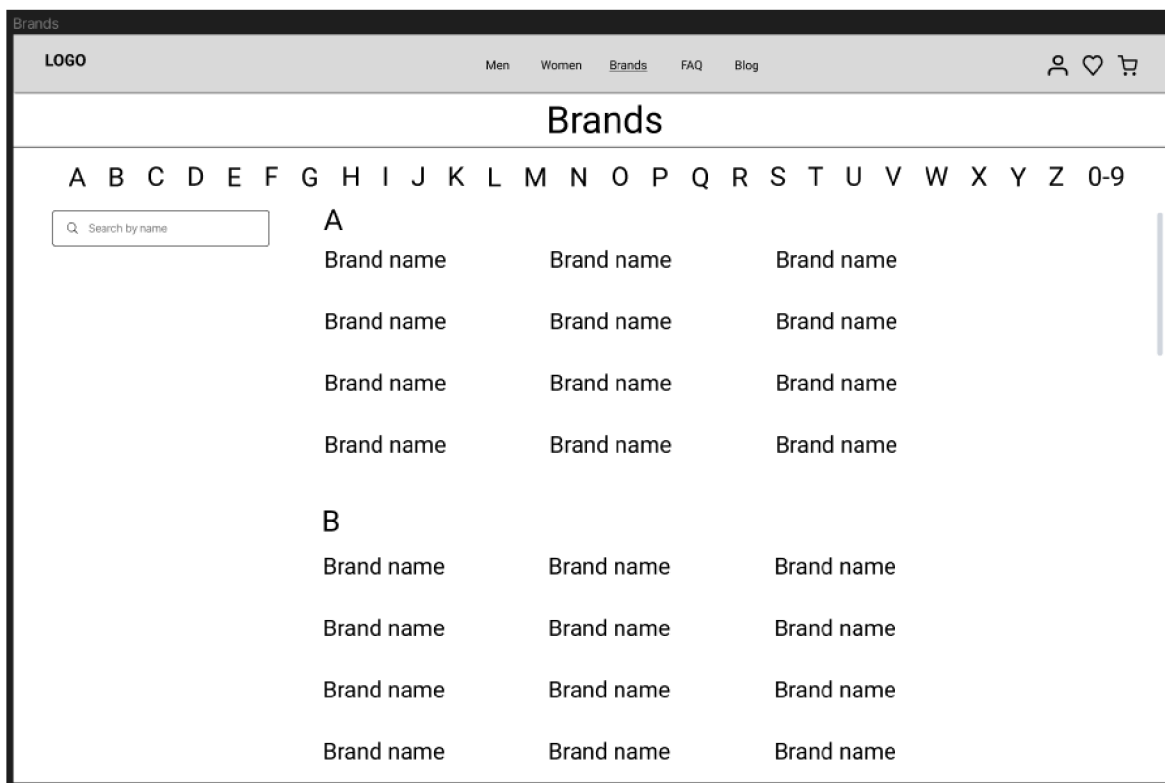 Brands
LOGO Men Women Brands FAQ Blog
Brands
A B C D E F G H I J K L M N O P Q R S T U V W X Y Z 0-9
Search by name
A
Brand name Brand name Brand name
Brand name Brand name Brand name
Brand name Brand name Brand name
Brand name Brand name Brand name
B
Brand name Brand name Brand name
Brand name Brand name Brand name
Brand name Brand name Brand name
Brand name Brand name Brand name